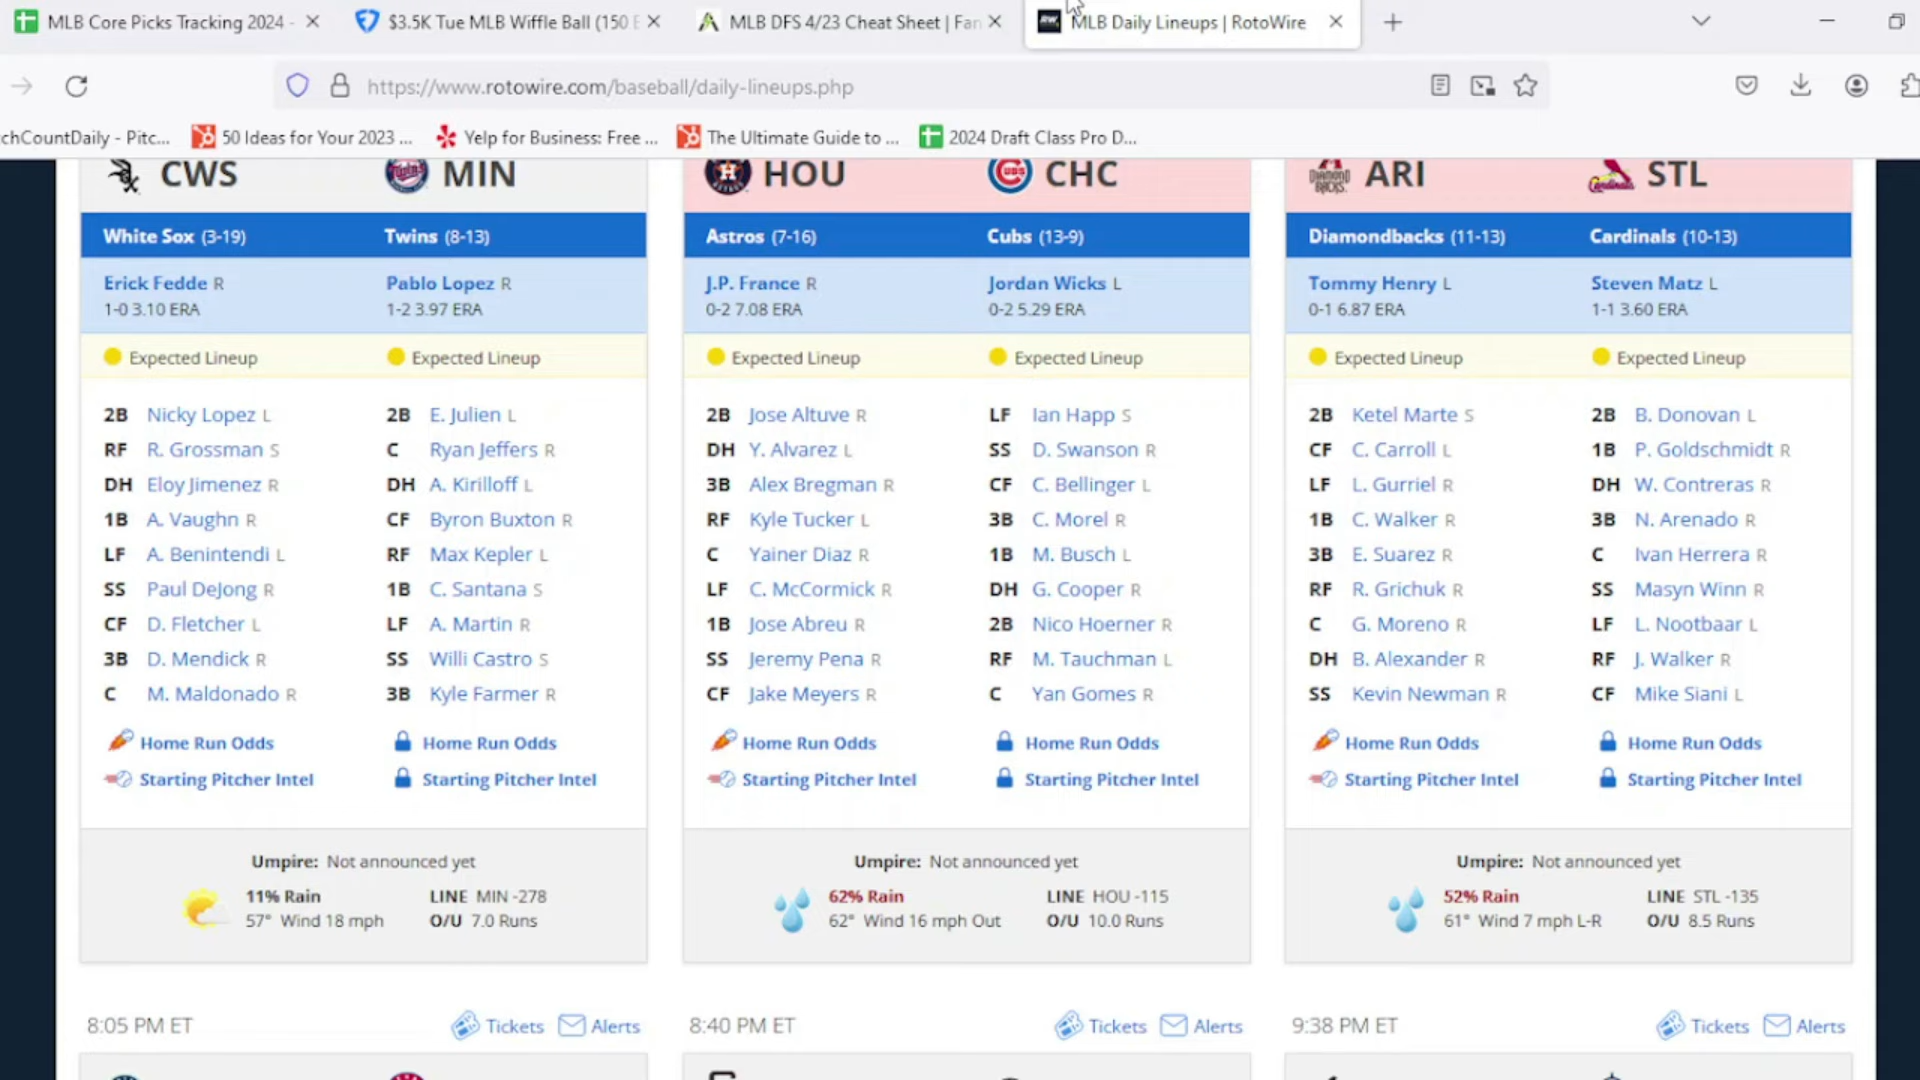 MLB Core Picks Tracking 2024 -
$3.5K Tue MLB Wiffle Ball (150 E
MLB DFS 4/23 Cheat Sheet | Fan
MLB Daily Lineups | RotoWire
https://www.rotowire.com/baseball/daily-lineups.php
chCountDaily - Pitc...
50 Ideas for Your 2023 ...
Yelp for Business: Free ...
The Ultimate Guide to ...
2024 Draft Class Pro D...
CWS MIN
White Sox (3-19) Twins (8-13)
Erick Fedde R Pablo Lopez R
1-0 3.10 ERA 1-2 3.97 ERA
Expected Lineup Expected Lineup
2B Nicky Lopez L 2B E. Julien L
RF R. Grossman S C Ryan Jeffers R
DH Eloy Jimenez R DH A. Kirilloff L
1B A. Vaughn R CF Byron Buxton R
LF A. Benintendi L RF Max Kepler L
SS Paul DeJong R 1B C. Santana S
CF D. Fletcher L LF A. Martin R
3B D. Mendick R SS Willi Castro S
C M. Maldonado R 3B Kyle Farmer R
Home Run Odds Home Run Odds
Starting Pitcher Intel Starting Pitcher Intel
Umpire: Not announced yet
11% Rain LINE MIN -278
57° Wind 18 mph O/U 7.0 Runs
HOU CHC
Astros (7-16) Cubs (13-9)
J.P. France R Jordan Wicks L
0-2 7.08 ERA 0-2 5.29 ERA
Expected Lineup Expected Lineup
2B Jose Altuve R LF Ian Happ S
DH Y. Alvarez L SS D. Swanson R
3B Alex Bregman R CF C. Bellinger L
RF Kyle Tucker L 3B C. Morel R
C Yainer Diaz R 1B M. Busch L
LF C. McCormick R DH G. Cooper R
1B Jose Abreu R 2B Nico Hoerner R
SS Jeremy Pena R RF M. Tauchman L
CF Jake Meyers R C Yan Gomes R
Home Run Odds Home Run Odds
Starting Pitcher Intel Starting Pitcher Intel
Umpire: Not announced yet
62% Rain LINE HOU -115
62° Wind 16 mph Out O/U 10.0 Runs
ARI STL
Diamondbacks (11-13) Cardinals (10-13)
Tommy Henry L Steven Matz L
0-1 6.87 ERA 1-1 3.60 ERA
Expected Lineup Expected Lineup
2B Ketel Marte S 2B B. Donovan L
CF C. Carroll L 1B P. Goldschmidt R
LF L. Gurriel R DH W. Contreras R
1B C. Walker R 3B N. Arenado R
3B E. Suarez R C Ivan Herrera R
RF R. Grichuk R SS Masyn Winn R
C G. Moreno R LF L. Nootbaar L
DH B. Alexander R RF J. Walker R
SS Kevin Newman R CF Mike Siani L
Home Run Odds Home Run Odds
Starting Pitcher Intel Starting Pitcher Intel
Umpire: Not announced yet
52% Rain LINE STL -135
61° Wind 7 mph L-R O/U 8.5 Runs
8:05 PM ET Tickets Alerts
8:40 PM ET Tickets Alerts
9:38 PM ET Tickets Alerts